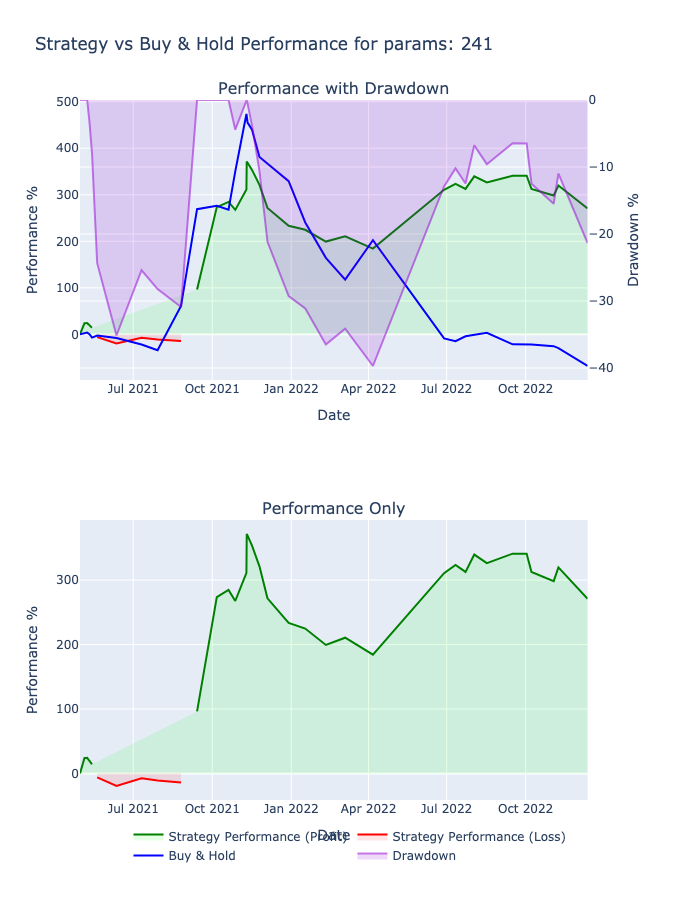 Strategy vs Buy & Hold Performance for params: 241
Performance with Drawdown
500
400
300
200
100
0
Performance %
0
−10
−20
−30
−40
Drawdown %
Jul 2021 Oct 2021 Jan 2022 Apr 2022 Jul 2022 Oct 2022
Date
Performance Only
300
200
100
0
Performance %
Jul 2021 Oct 2021 Jan 2022 Apr 2022 Jul 2022 Oct 2022
Date
Strategy Performance (Profit) Strategy Performance (Loss)
Buy & Hold Drawdown